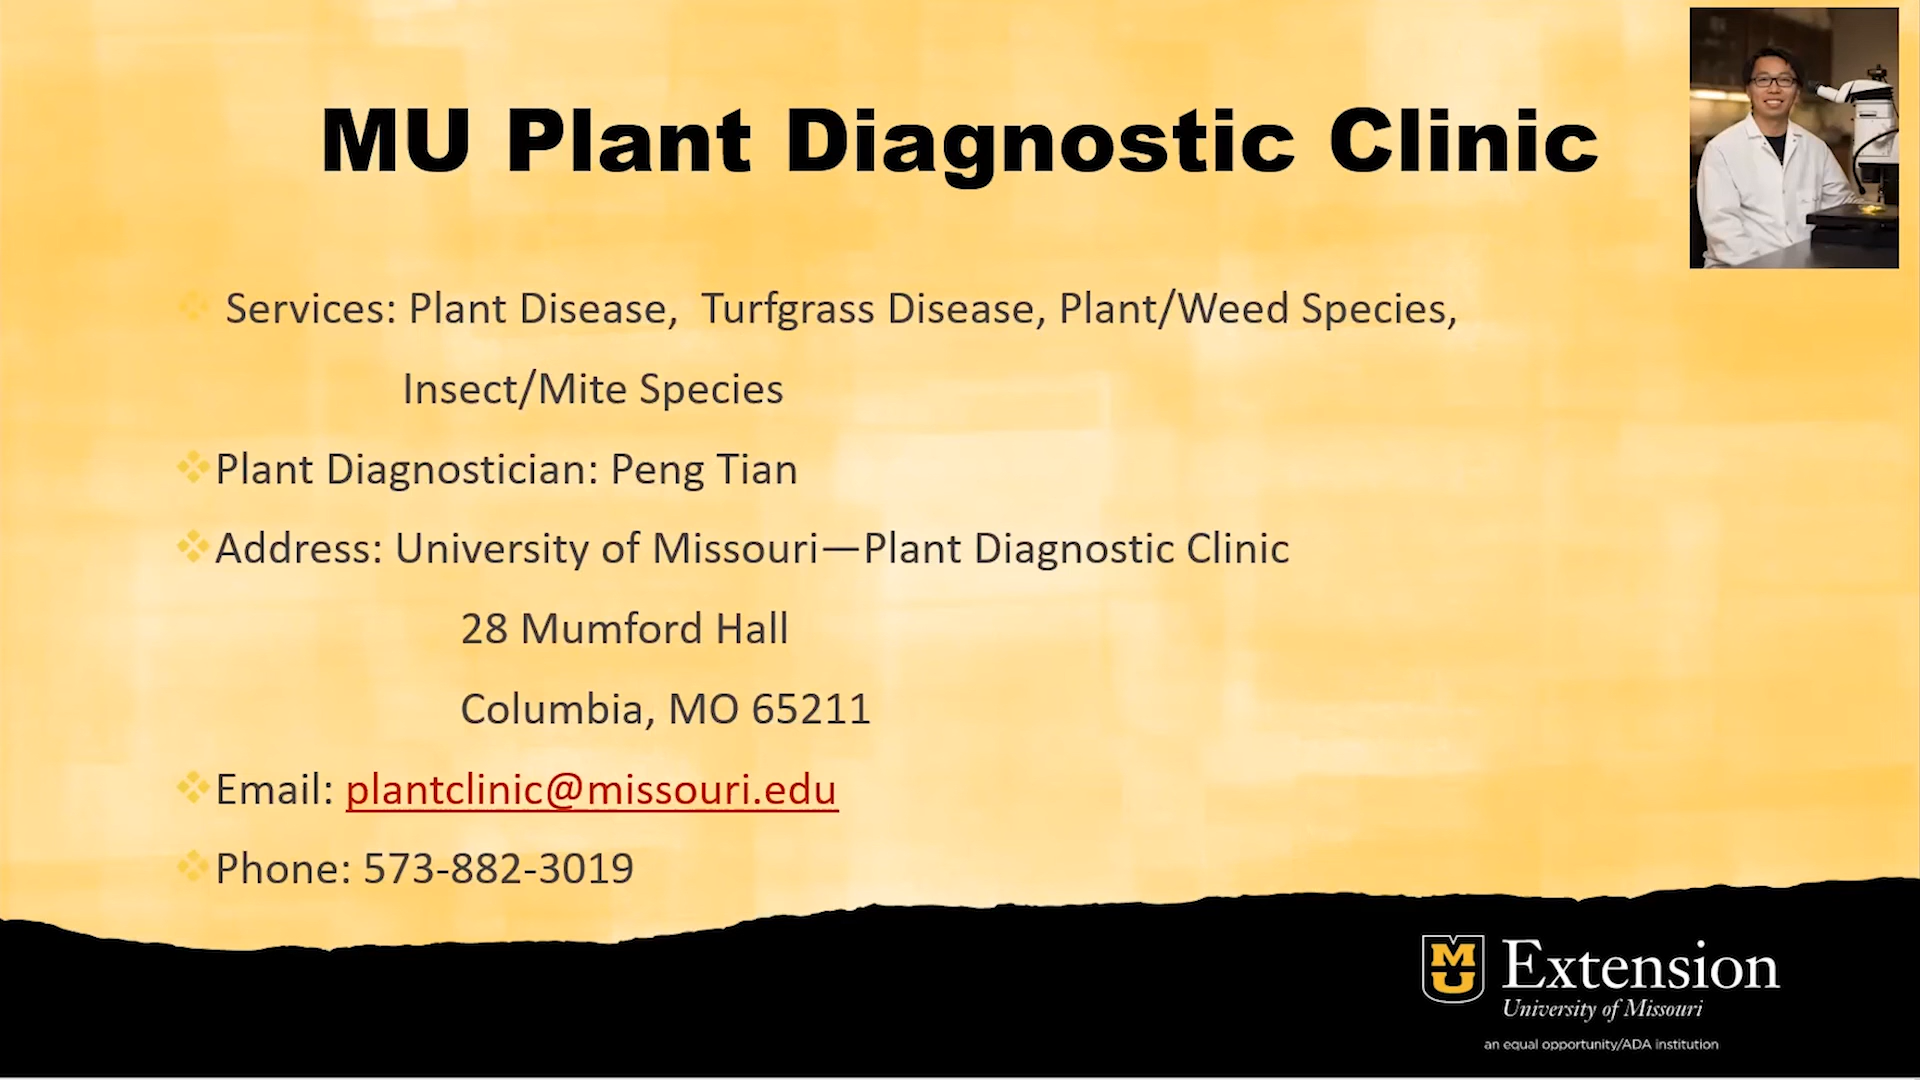 MU Plant Diagnostic Clinic
Services: Plant Disease,  Turfgrass Disease, Plant/Weed Species,
Insect/Mite Species
Plant Diagnostician: Peng Tian
Address: University of Missouri—Plant Diagnostic Clinic
28 Mumford Hall
Columbia, MO 65211
Email: plantclinic@missouri.edu
Phone: 573-882-3019
MU Extension
University of Missouri
an equal opportunity/ADA institution